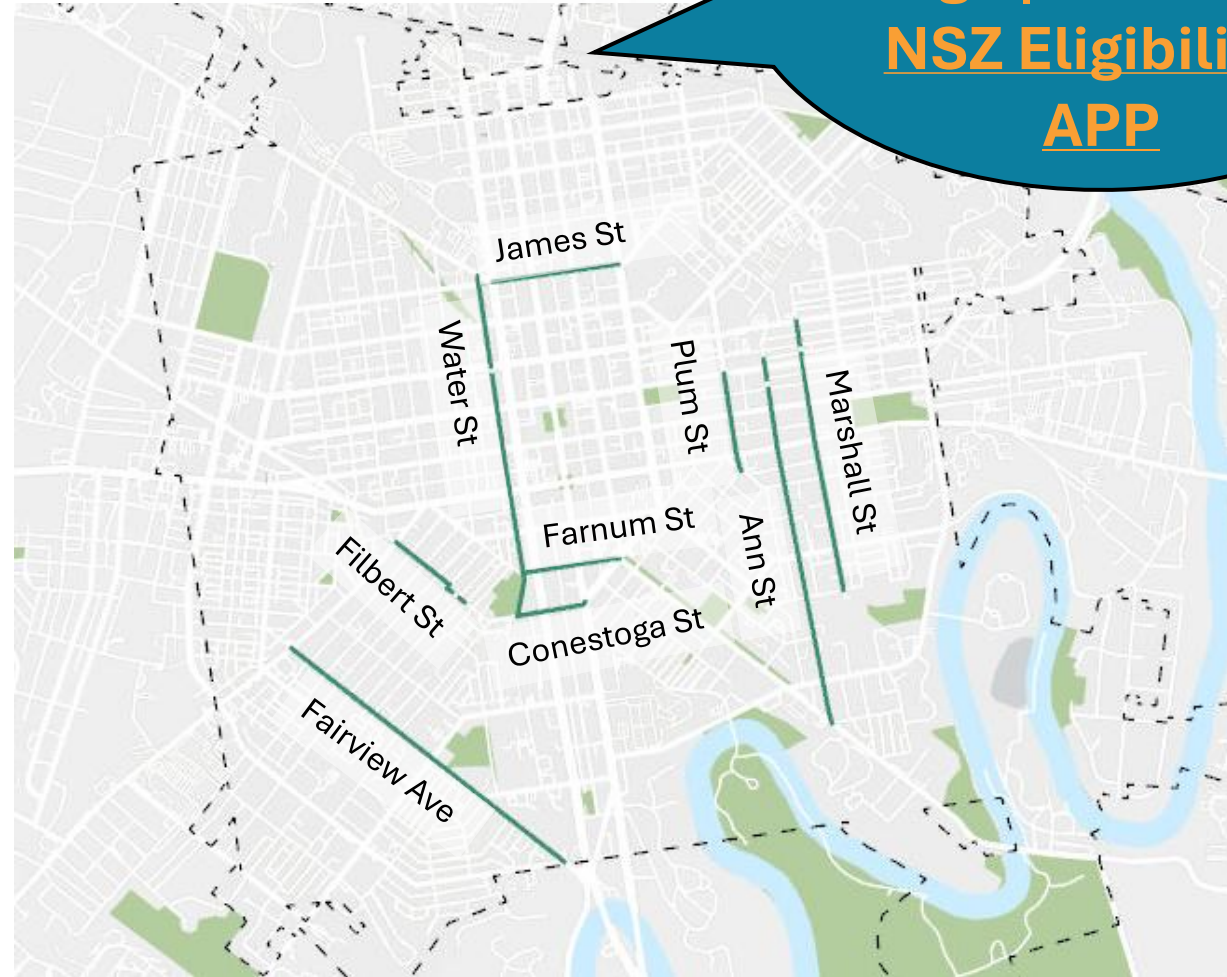 NSZ Eligibili
APP
James St
Water St
Plum St
Marshall St
Farnum St
Ann St
Filbert St
Conestoga St
Fairview Ave